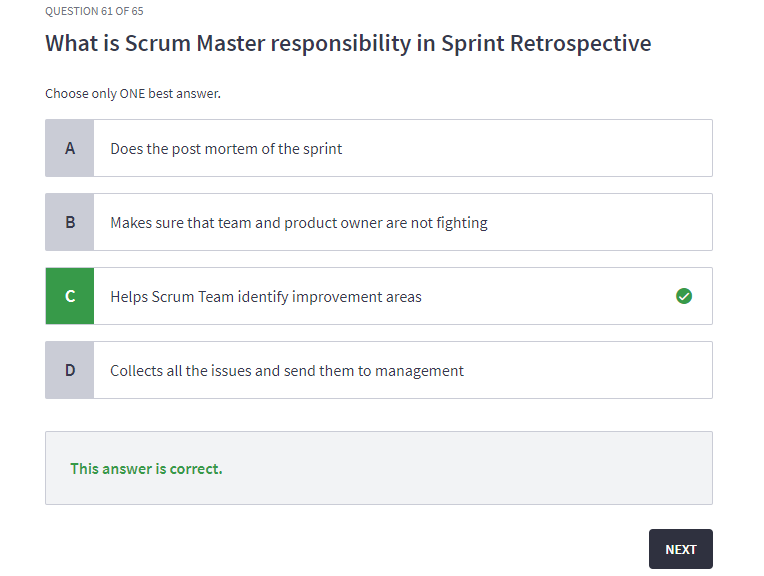 QUESTION 61 OF 65
What is Scrum Master responsibility in Sprint Retrospective
Choose only ONE best answer.
A Does the post mortem of the sprint
B Makes sure that team and product owner are not fighting
C Helps Scrum Team identify improvement areas
D Collects all the issues and send them to management
This answer is correct.
NEXT